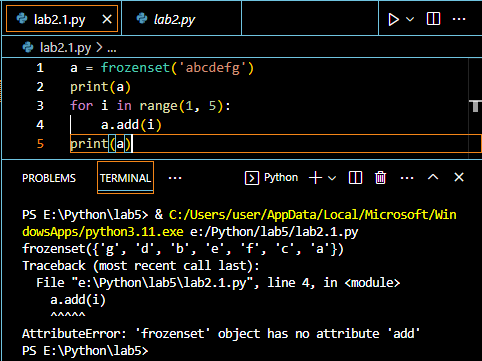 lab2.1.py lab2.py
lab2.1.py > ...
1 a = frozenset('abcdefg')
2 print(a)
3 for i in range(1, 5):
4     a.add(i)
5 print(a)
PROBLEMS TERMINAL ... Python
PS E:\Python\lab5> & C:/Users/user/AppData/Local/Microsoft/Win
dowsApps/python3.11.exe e:/Python/lab5/lab2.1.py
frozenset({'g', 'd', 'b', 'e', 'f', 'c', 'a'})
Traceback (most recent call last):
  File "e:\Python\lab5\lab2.1.py", line 4, in <module>
    a.add(i)
    ^^^^^
AttributeError: 'frozenset' object has no attribute 'add'
PS E:\Python\lab5>